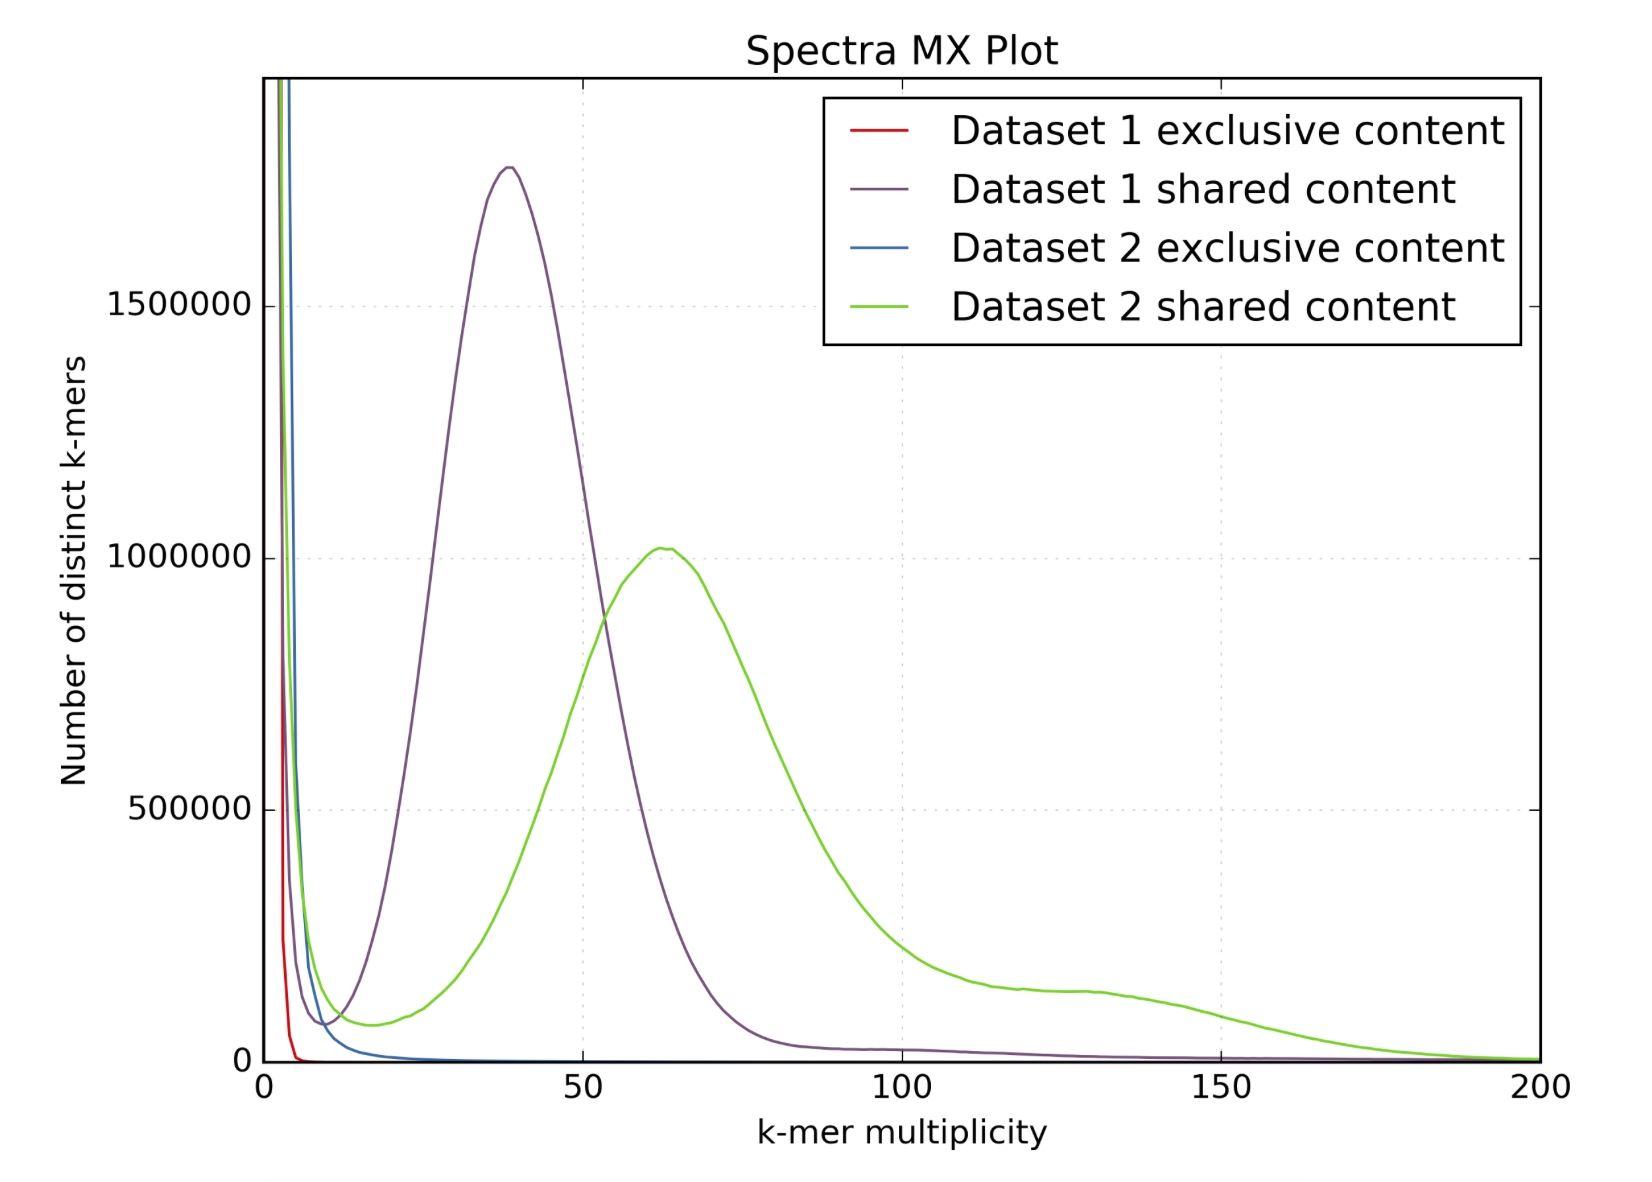 Spectra MX Plot
Dataset 1 exclusive content
Dataset 1 shared content
Dataset 2 exclusive content
Dataset 2 shared content
Number of distinct k-mers
1500000
1000000
500000
0
0 50 100 150 200
k-mer multiplicity